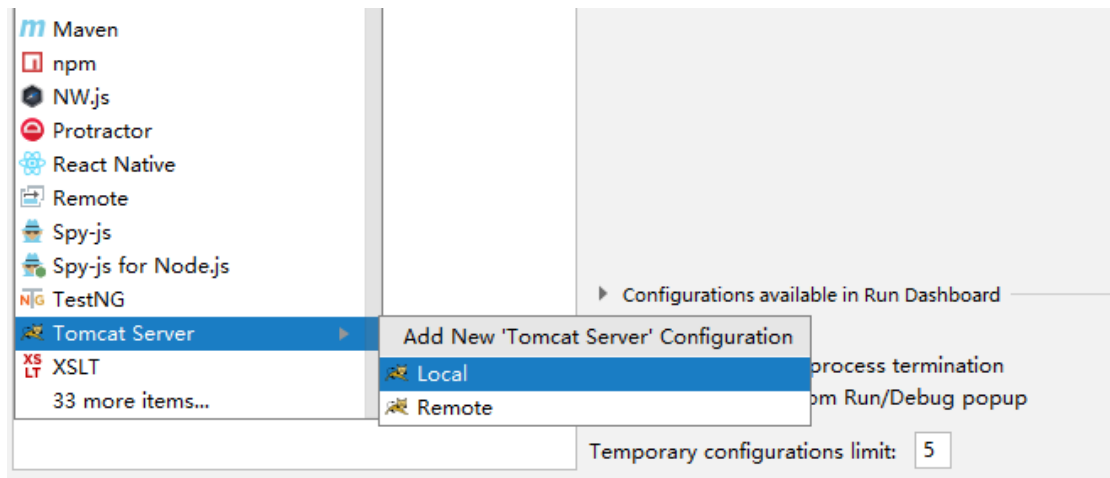 Maven
npm
NW.js
Protractor
React Native
Remote
Spy-js
Spy-js for Node.js
TestNG
Tomcat Server
XSLT
33 more items...
Add New 'Tomcat Server' Configuration
Local
Remote
Configurations available in Run Dashboard
process termination
om Run/Debug popup
Temporary configurations limit: 5